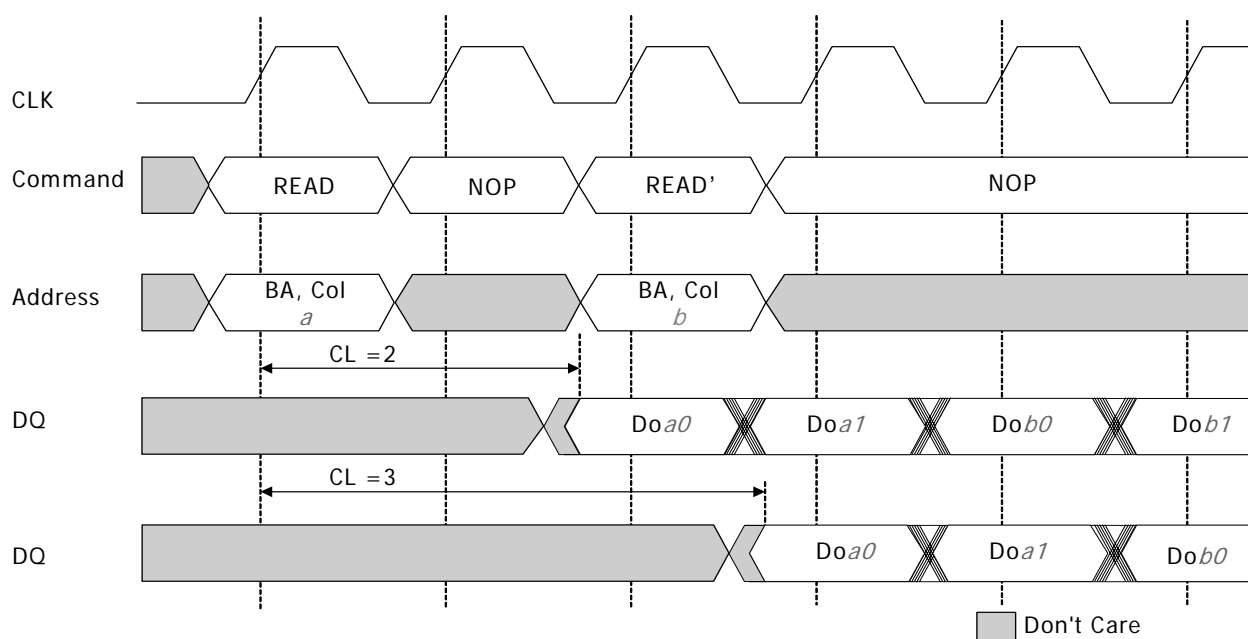 CLK
Command READ NOP READ' NOP
Address BA, Col a BA, Col b
CL =2
DQ Doa0 Doa1 Dob0 Dob1
CL =3
DQ Doa0 Doa1 Dob0
Don't Care